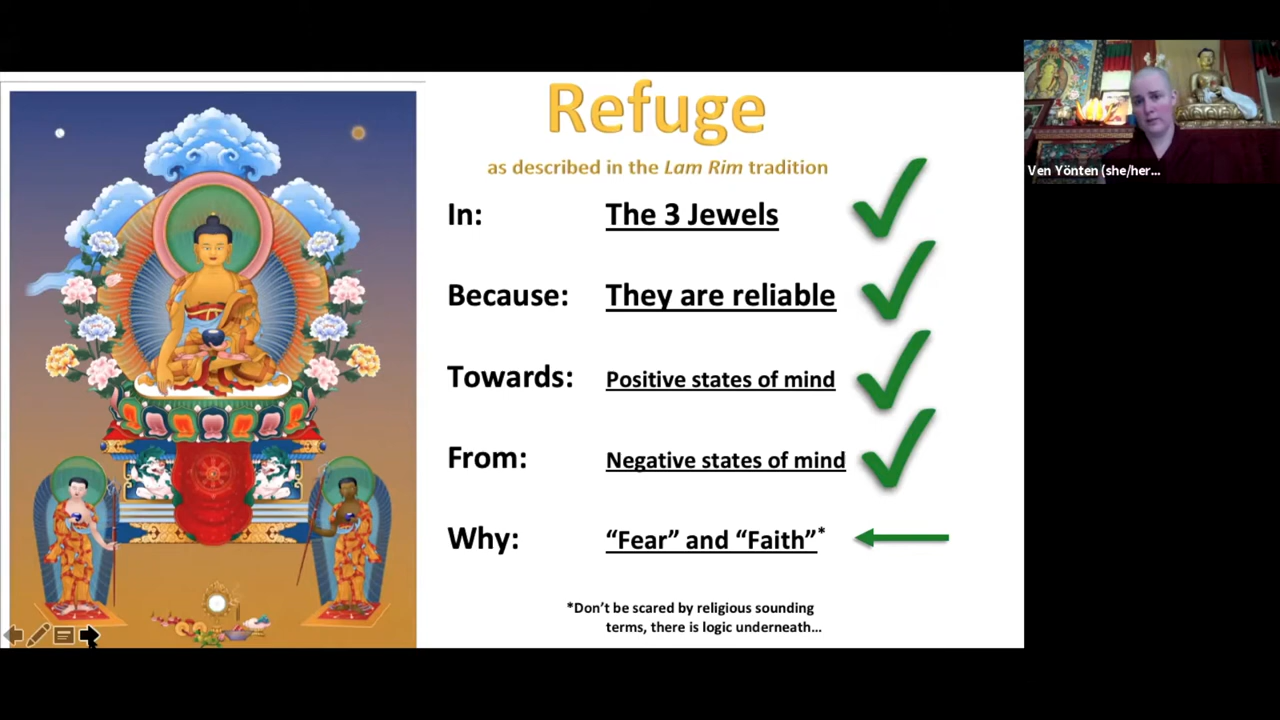 Refuge
as described in the Lam Rim tradition
In: The 3 Jewels
Because: They are reliable
Towards: Positive states of mind
From: Negative states of mind
Why: “Fear” and “Faith”*
*Don’t be scared by religious sounding
terms, there is logic underneath…
Ven Yönten (she/her...